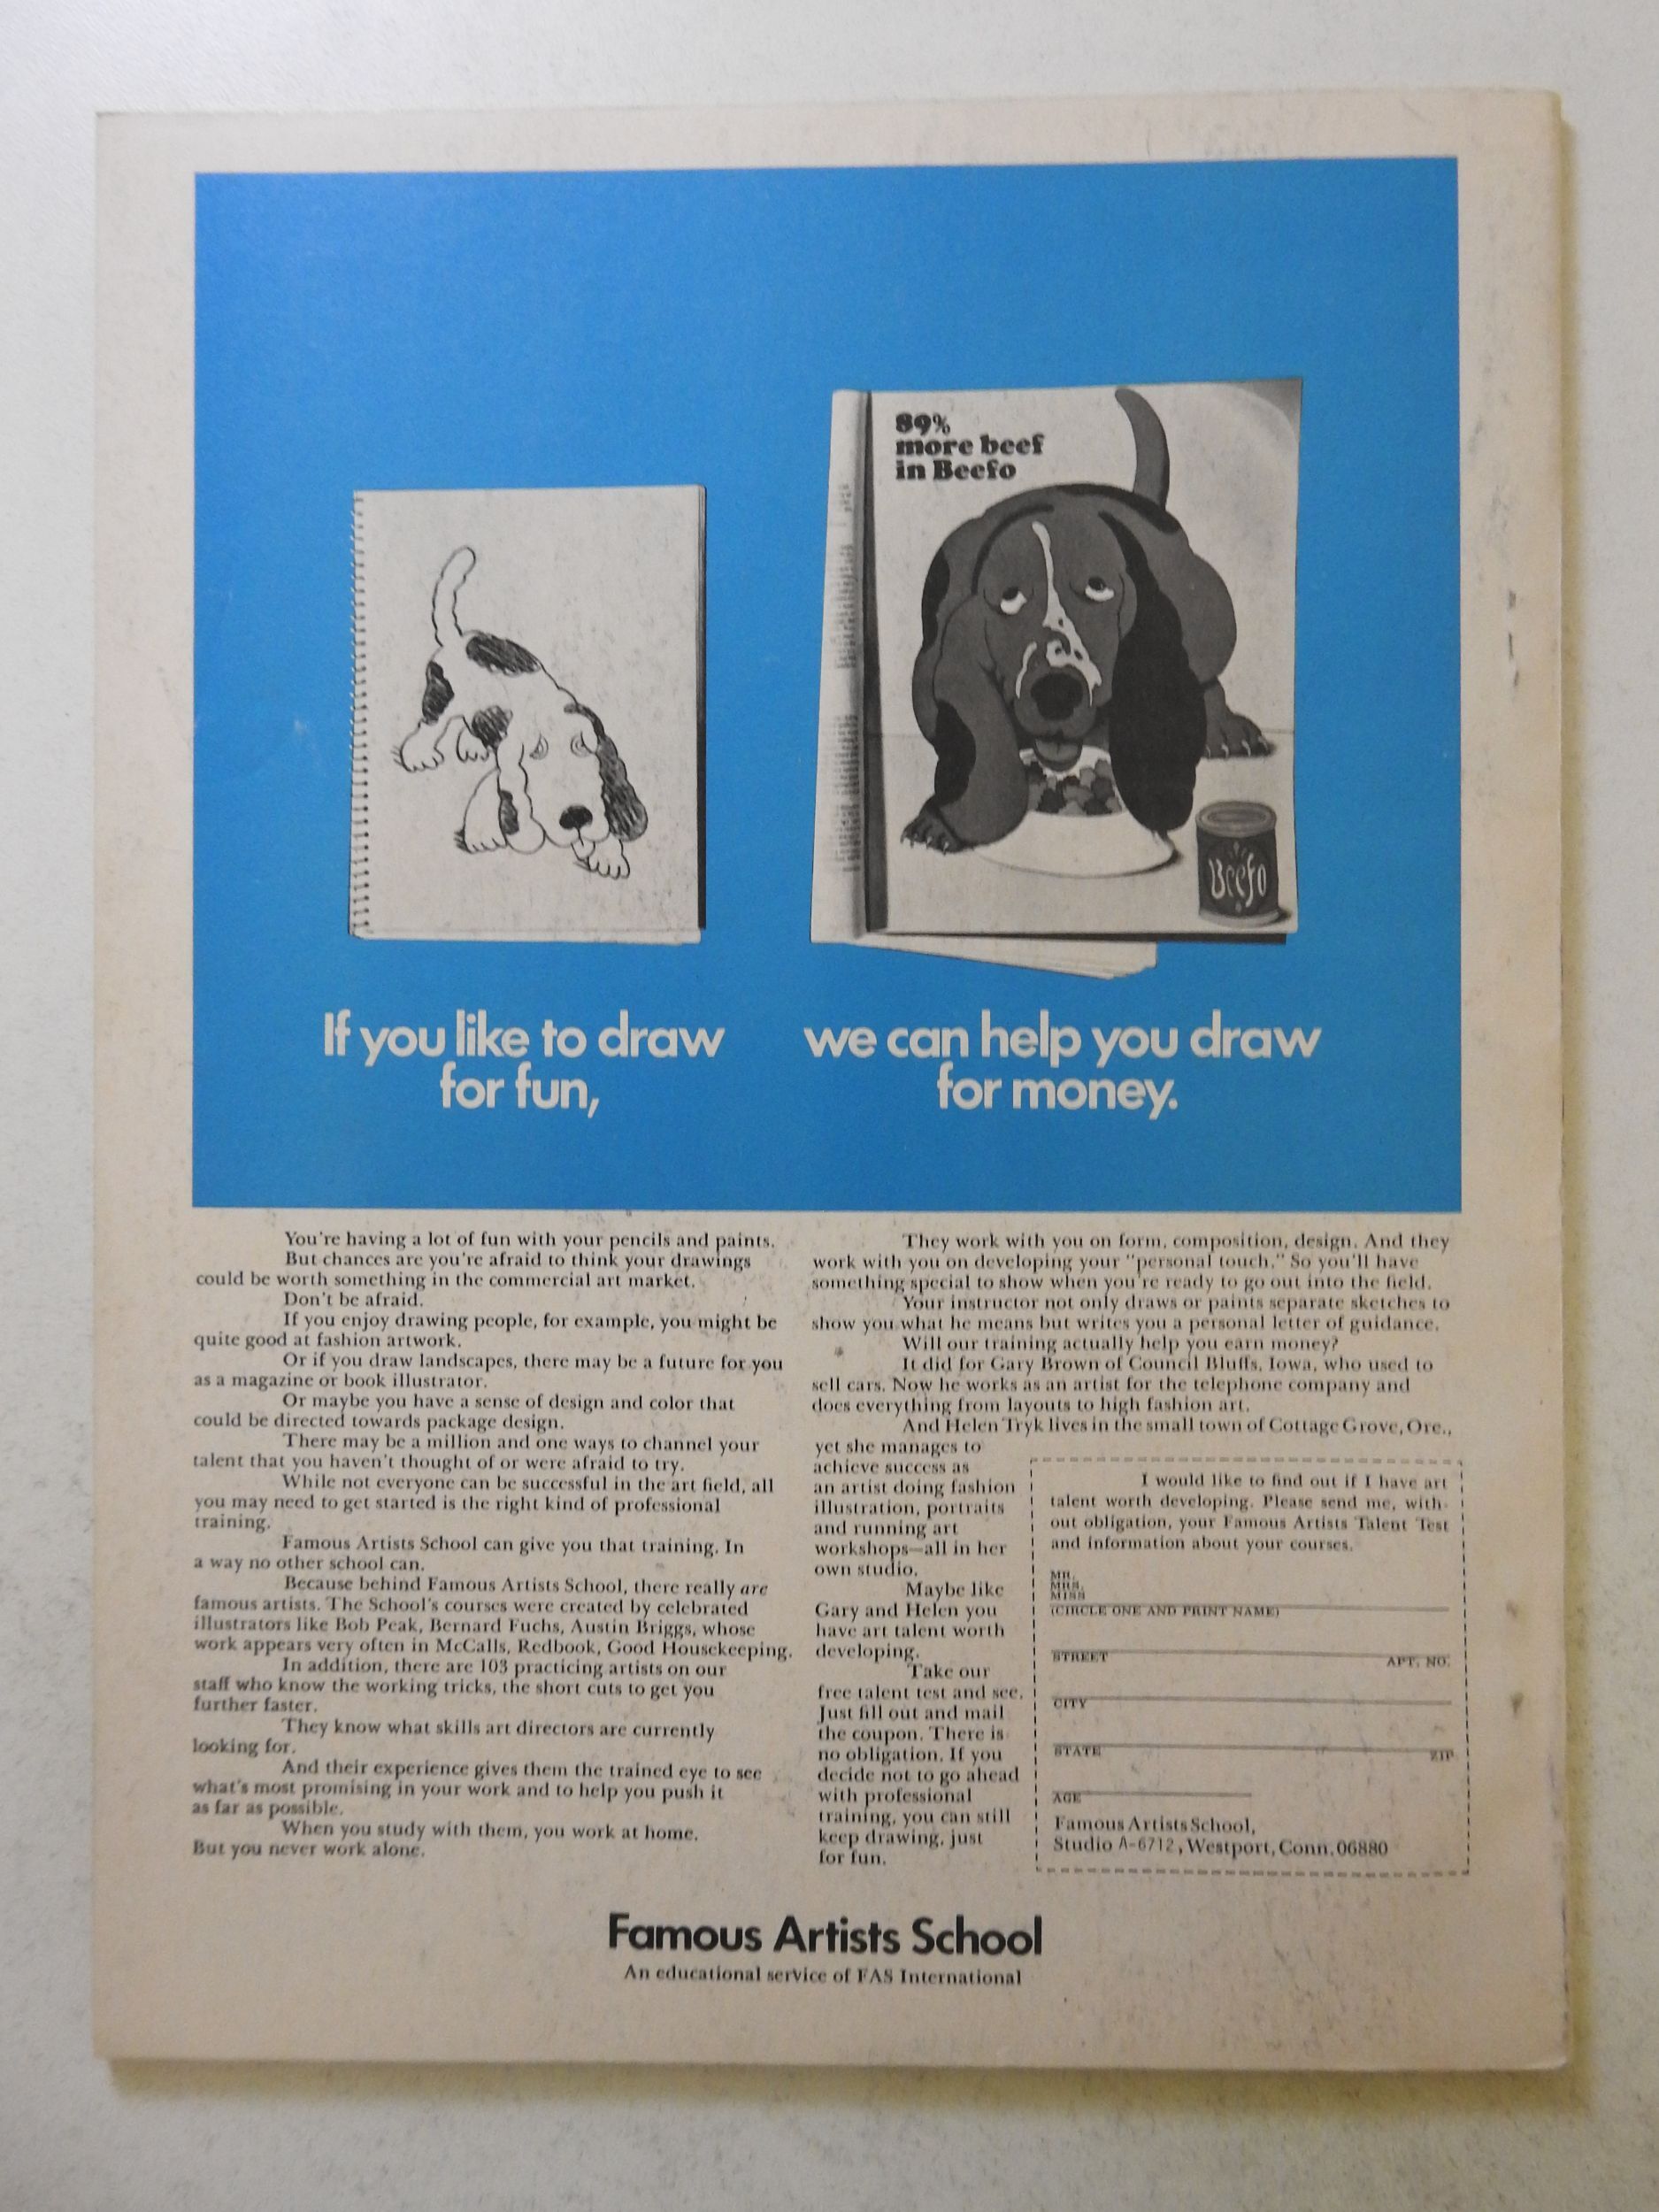 89%
more beef
in Beefo
Beefo
If you like to draw
for fun,
we can help you draw
for money.
You're having a lot of fun with your pencils and paints.
But chances are you're afraid to think your drawings
could be worth something in the commercial art market.
Don't be afraid.
If you enjoy drawing people, for example, you might be
quite good at fashion artwork.
Or if you draw landscapes, there may be a future for you
as a magazine or book illustrator.
Or maybe you have a sense of design and color that
could be directed towards package design.
There may be a million and one ways to channel your
talent that you haven't thought of or were afraid to try.
While not everyone can be successful in the art field, all
you may need to get started is the right kind of professional
training.
Famous Artists School can give you that training. In
a way no other school can.
Because behind Famous Artists School, there really are
famous artists. The School's courses were created by celebrated
illustrators like Bob Peak, Bernard Fuchs, Austin Briggs, whose
work appears very often in McCalls, Redbook, Good Housekeeping.
In addition, there are 103 practicing artists on our
staff who know the working tricks, the short cuts to get you
further faster.
They know what skills art directors are currently
looking for.
And their experience gives them the trained eye to see
what's most promising in your work and to help you push it
as far as possible.
When you study with them, you work at home.
But you never work alone.
They work with you on form, composition, design. And they
work with you on developing your "personal touch." So you'll have
something special to show when you're ready to go out into the field.
Your instructor not only draws or paints separate sketches to
show you what he means but writes you a personal letter of guidance.
Will our training actually help you earn money?
It did for Gary Brown of Council Bluffs, Iowa, who used to
sell cars. Now he works as an artist for the telephone company and
does everything from layouts to high fashion art.
And Helen Tryk lives in the small town of Cottage Grove, Ore.,
yet she manages to
achieve success as
an artist doing fashion
illustration, portraits
and running art
workshops—all in her
own studio.
Maybe like
Gary and Helen you
have art talent worth
developing.
Take our
free talent test and see.
Just fill out and mail
the coupon. There is
no obligation. If you
decide not to go ahead
with professional
training, you can still
keep drawing, just
for fun.
I would like to find out if I have art
talent worth developing. Please send me, with-
out obligation, your Famous Artists Talent Test
and information about your courses.
MR.
MRS.
MISS
(CIRCLE ONE AND PRINT NAME)
STREET APT. NO.
CITY
STATE ZIP
AGE
Famous Artists School,
Studio A-6712, Westport, Conn. 06880
Famous Artists School
An educational service of FAS International